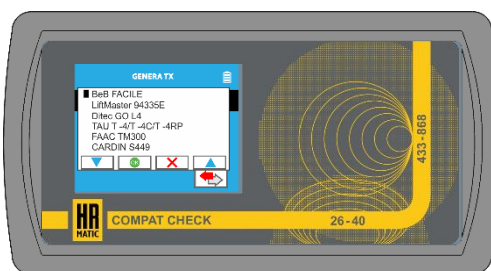 GENERA TX
BeB FACILE
LiftMaster 94335E
Ditec GO L4
TAU T -4/T -4C/T -4RP
FAAC TM300
CARDIN S449
OK
433-868
HR
MATIC
COMPAT CHECK
26-40